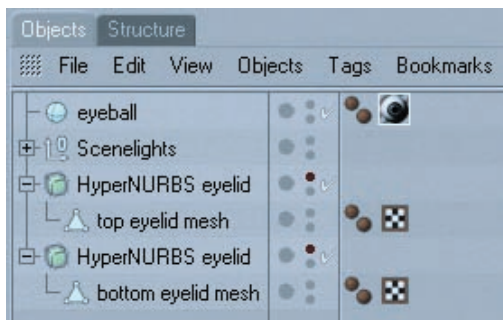 Objects Structure
File Edit View Objects Tags Bookmarks
eyeball
Scenelights
HyperNURBS eyelid
top eyelid mesh
HyperNURBS eyelid
bottom eyelid mesh